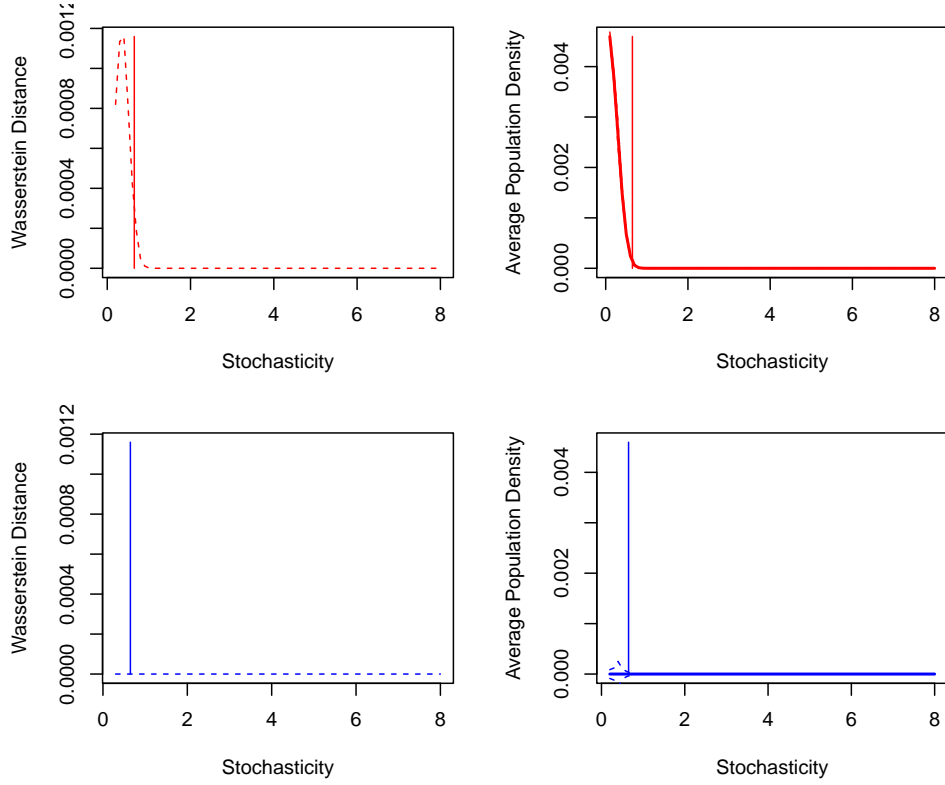 Wasserstein Distance
0.0000 0.0004 0.0008 0.0012
0 2 4 6 8
Stochasticity
Average Population Density
0.000 0.002 0.004
0 2 4 6 8
Stochasticity
Wasserstein Distance
0.0000 0.0004 0.0008 0.0012
0 2 4 6 8
Stochasticity
Average Population Density
0.000 0.002 0.004
0 2 4 6 8
Stochasticity